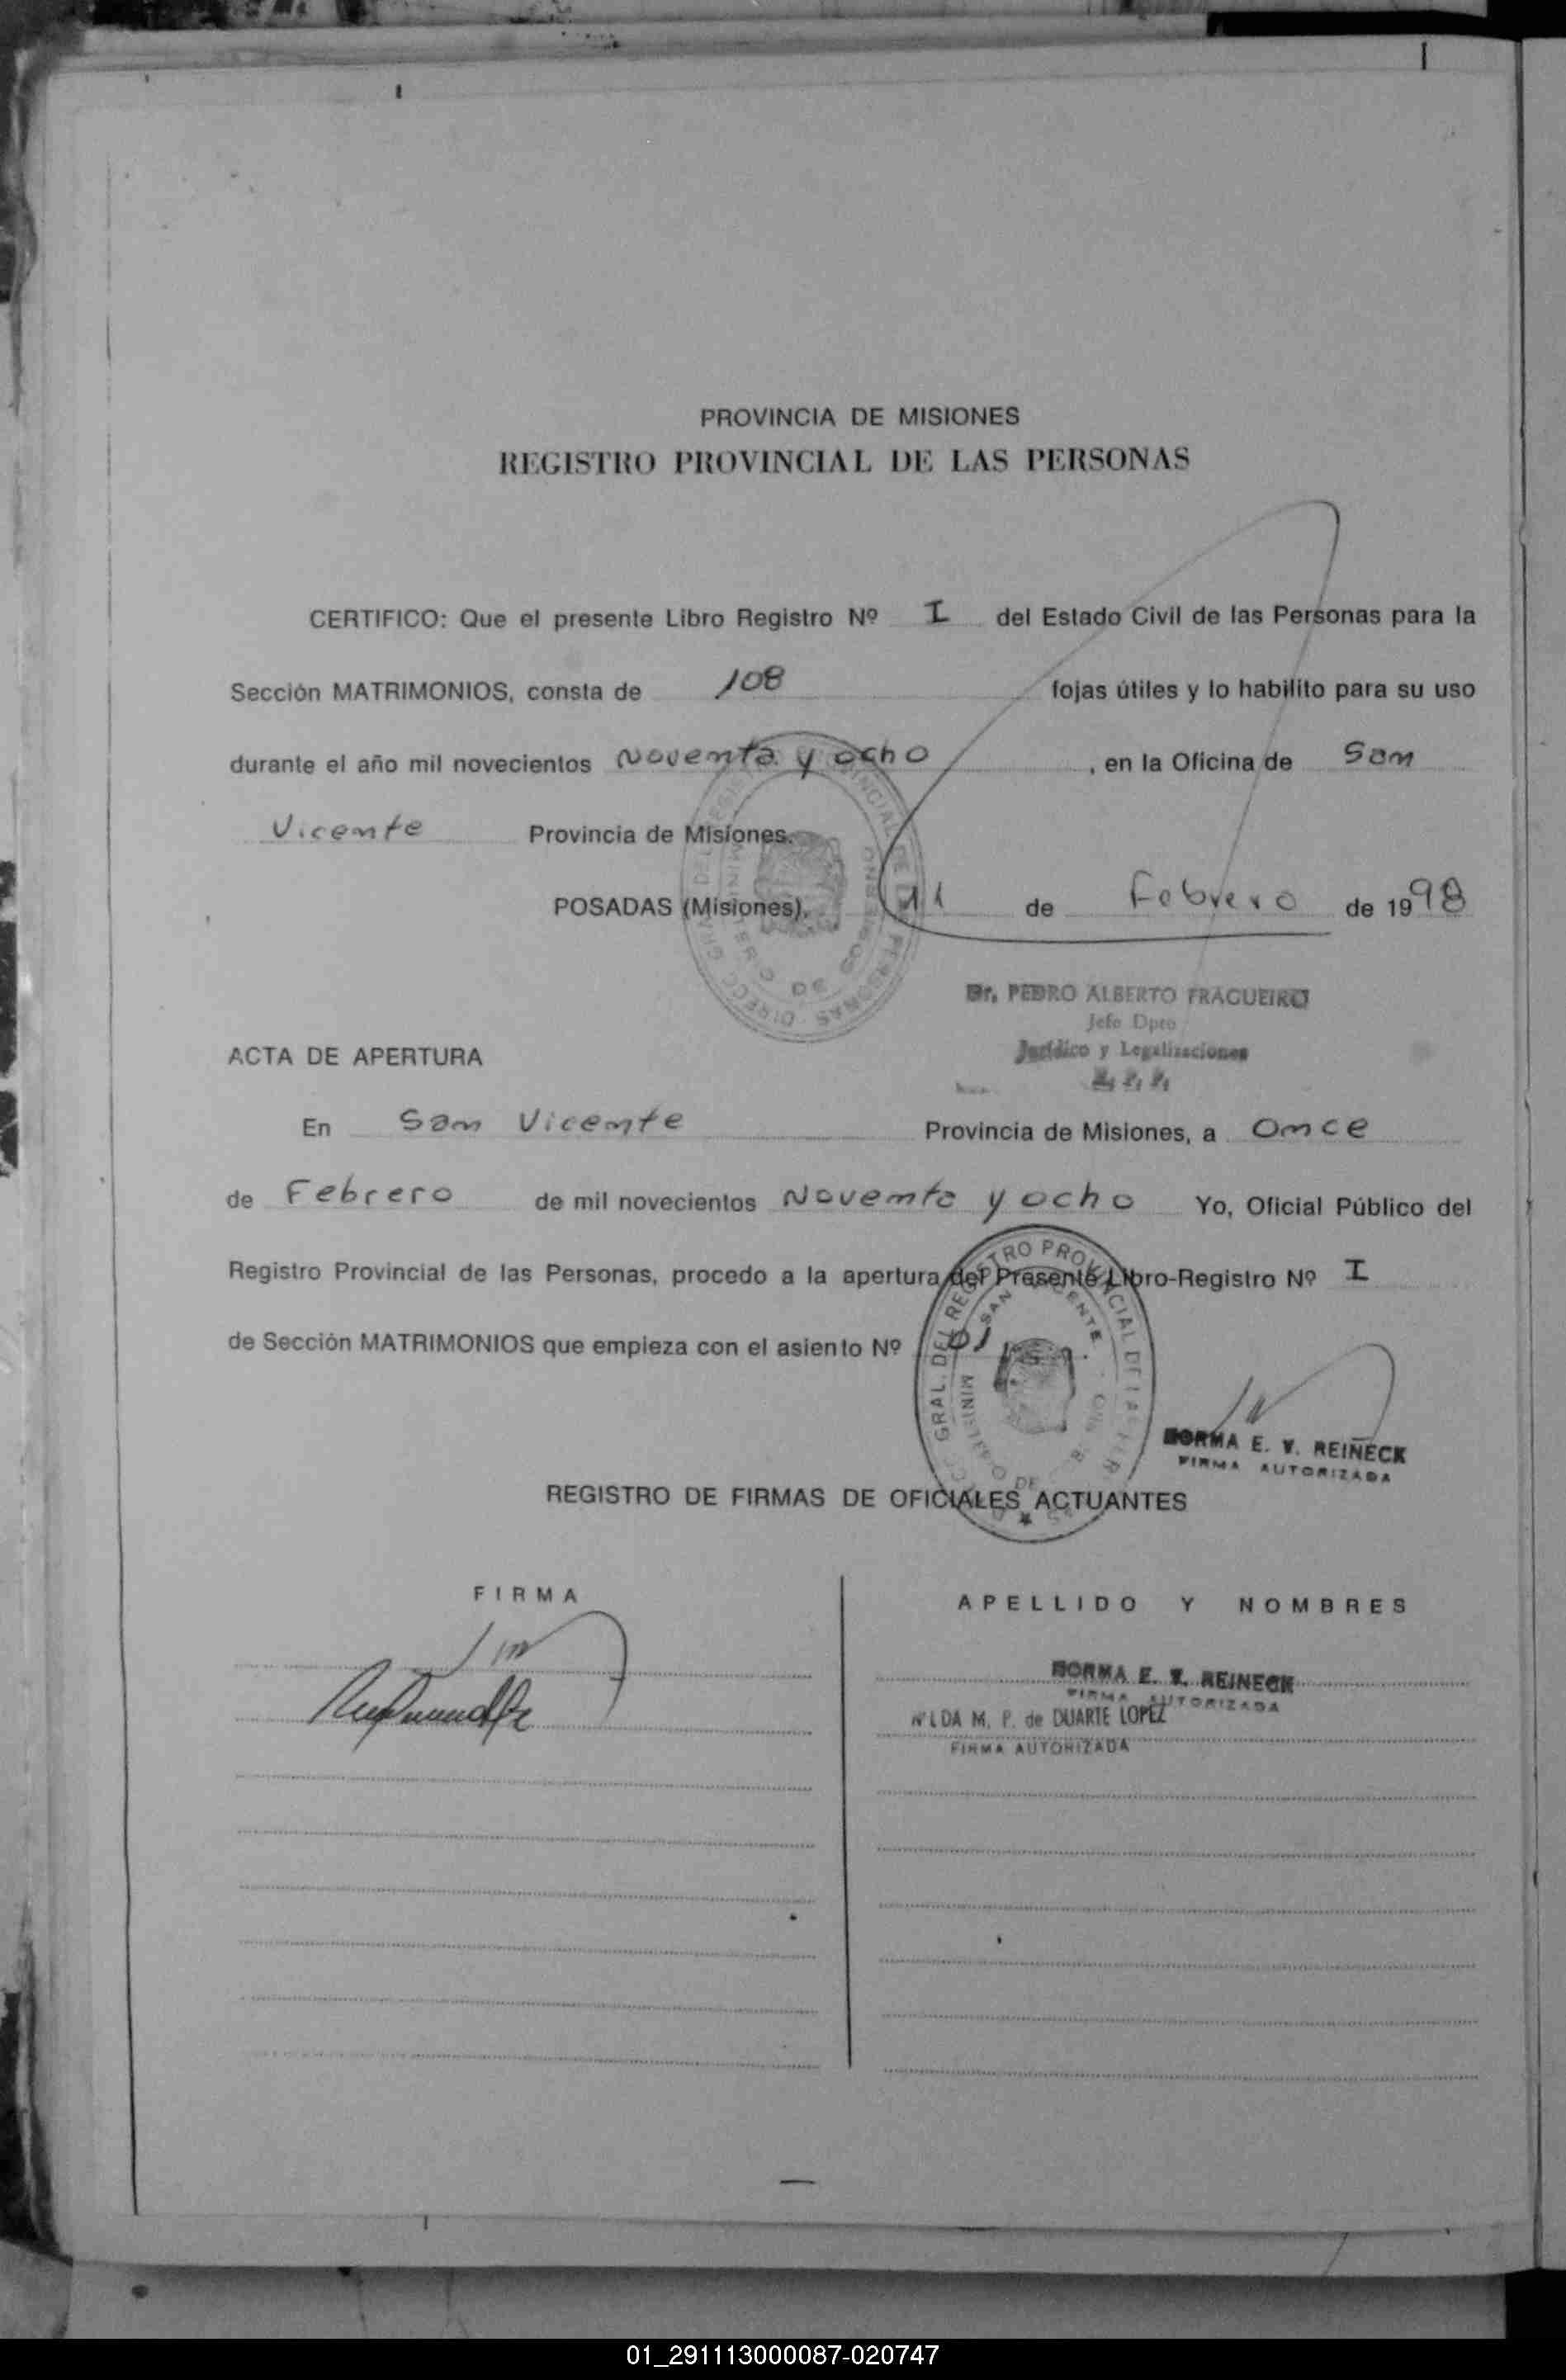 PROVINCIA DE MISIONES
REGISTRO PROVINCIAL DE LAS PERSONAS
CERTIFICO: Que el presente Libro Registro Nº I del Estado Civil de las Personas para la
Sección MATRIMONIOS, consta de 108 fojas útiles y lo habilito para su uso
durante el año mil novecientos Noventa y ocho, en la Oficina de San
Vicente Provincia de Misiones.
POSADAS (Misiones), 11 de Febrero de 1998
Dr. PEDRO ALBERTO FRAGUEIRO
Jefe Dpto
Jurídico y Legalizaciones
ACTA DE APERTURA
En San Vicente Provincia de Misiones, a Once
de Febrero de mil novecientos Noventa y ocho Yo, Oficial Público del
Registro Provincial de las Personas, procedo a la apertura del Presente Libro-Registro Nº I
de Sección MATRIMONIOS que empieza con el asiento Nº 01
NORMA E. V. REINECK
FIRMA AUTORIZADA
REGISTRO DE FIRMAS DE OFICIALES ACTUANTES
FIRMA
APELLIDO Y NOMBRES
NORMA E. V. REINECK
FIRMA AUTORIZADA
NILDA M. P. de DUARTE LOPEZ
FIRMA AUTORIZADA
01_291113000087-020747